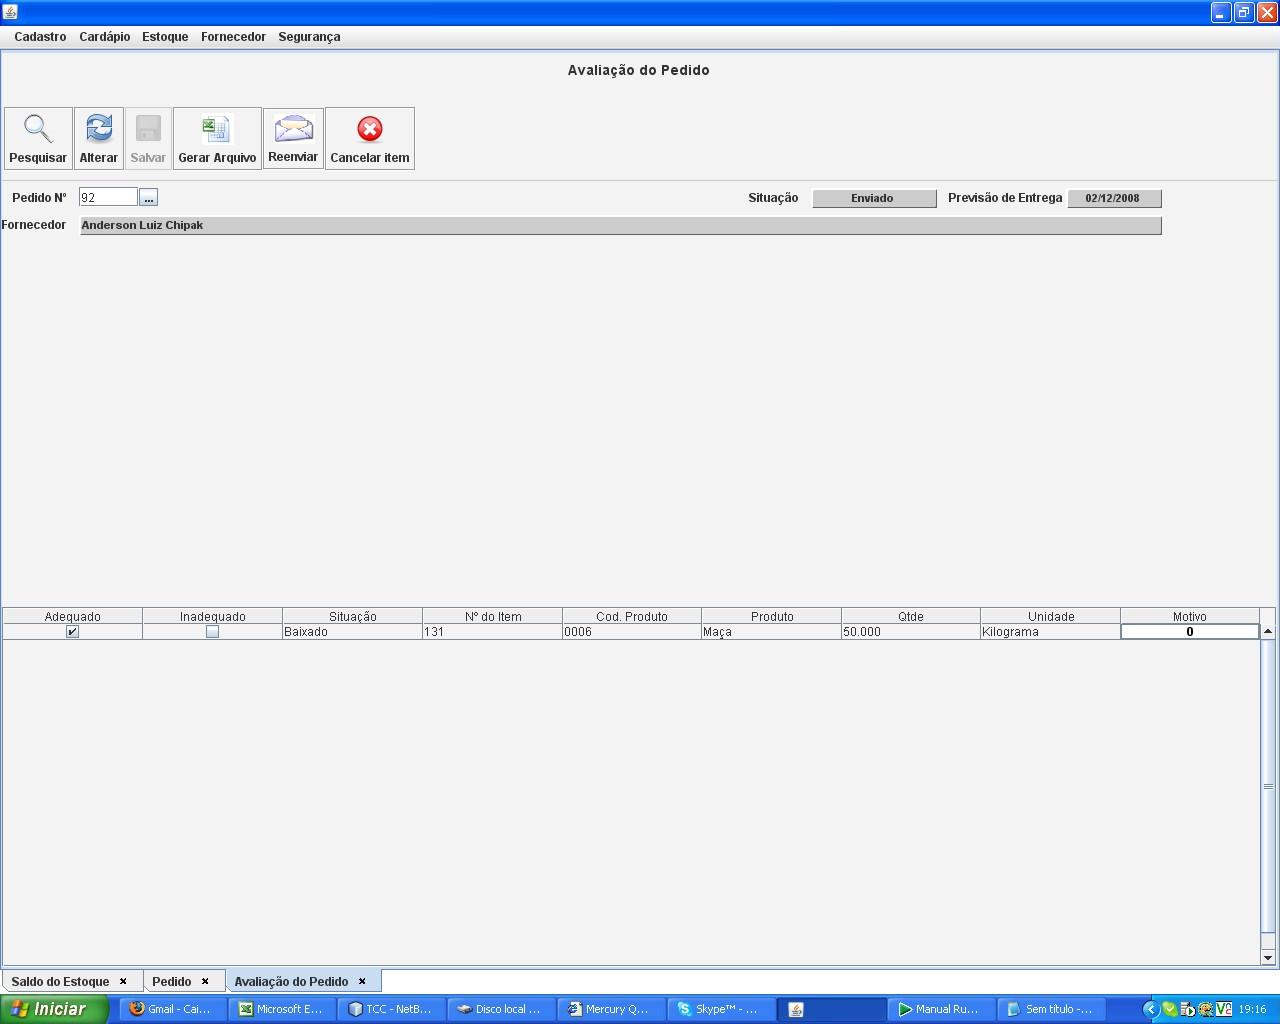 Cadastro Cardápio Estoque Fornecedor Segurança
Avaliação do Pedido
Pesquisar Alterar Salvar Gerar Arquivo Reenviar Cancelar item
Pedido Nº 92 ... Situação Enviado Previsão de Entrega 02/12/2008
Fornecedor Anderson Luiz Chipak
Adequado Inadequado Situação Nº do Item Cod. Produto Produto Qtde Unidade Motivo
Baixado 131 0006 Maça 50.000 Kilograma 0
Saldo do Estoque Pedido Avaliação do Pedido
Iniciar Gmail - Cai... Microsoft E... TCC - NetB... Disco local ... Mercury Q... Skype™ - ... Manual Ru... Sem título -... 19:16